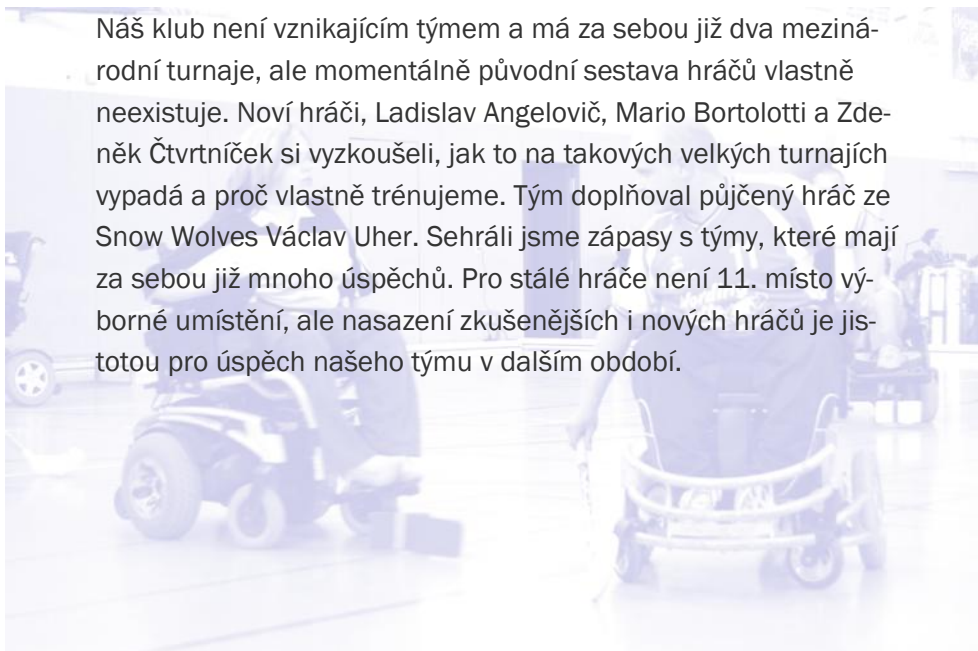 Náš klub není vznikajícím týmem a má za sebou již dva meziná-
rodní turnaje, ale momentálně původní sestava hráčů vlastně
neexistuje. Noví hráči, Ladislav Angelovič, Mario Bortolotti a Zde-
něk Čtvrtníček si vyzkoušeli, jak to na takových velkých turnajích
vypadá a proč vlastně trénujeme. Tým doplňoval půjčený hráč ze
Snow Wolves Václav Uher. Sehráli jsme zápasy s týmy, které mají
za sebou již mnoho úspěchů. Pro stálé hráče není 11. místo vý-
borné umístění, ale nasazení zkušenějších i nových hráčů je jis-
totou pro úspěch našeho týmu v dalším období.